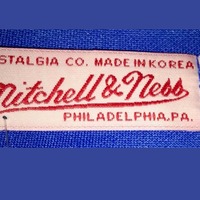 STALGIA CO. MADE IN KOREA
Mitchell & Ness
PHILADELPHIA, PA.